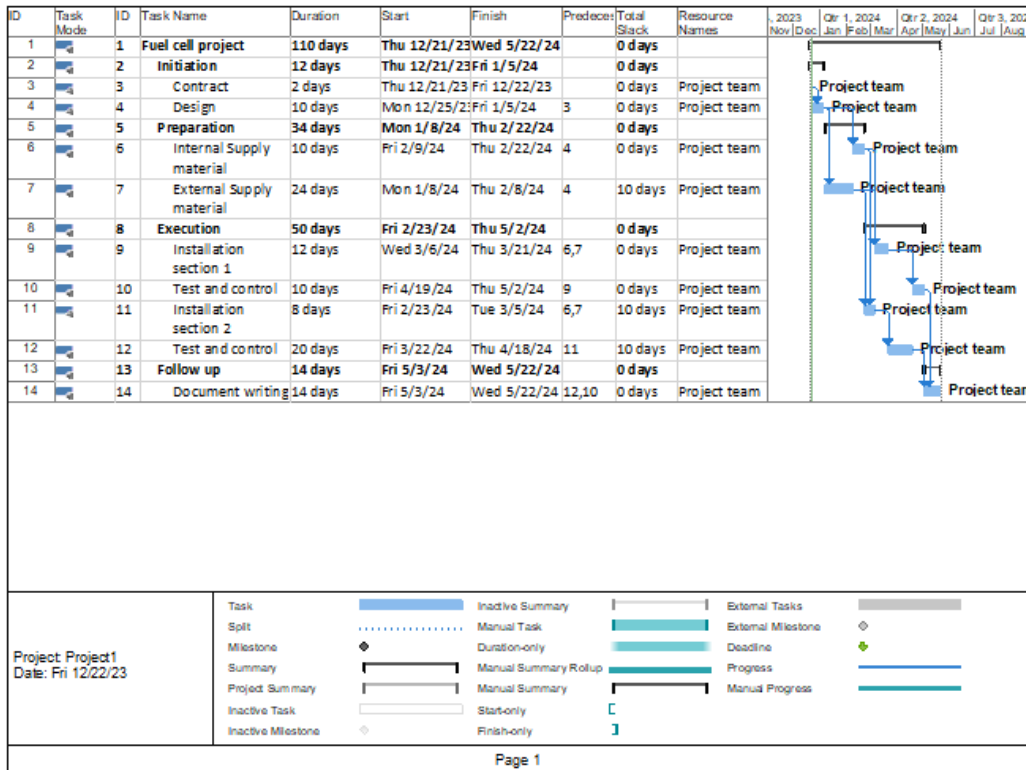 ID Task Mode ID Task Name Duration Start Finish Predeces Total Slack Resource Names , 2023 Qtr 1, 2024 Qtr 2, 2024 Qtr 3, 202
Nov Dec Jan Feb Mar Apr May Jun Jul Aug
1 1 Fuel cell project 110 days Thu 12/21/23 Wed 5/22/24 0 days
2 2 Initiation 12 days Thu 12/21/23 Fri 1/5/24 0 days
3 3 Contract 2 days Thu 12/21/23 Fri 12/22/23 0 days Project team Project team
4 4 Design 10 days Mon 12/25/23 Fri 1/5/24 3 0 days Project team Project team
5 5 Preparation 34 days Mon 1/8/24 Thu 2/22/24 0 days
6 6 Internal Supply material 10 days Fri 2/9/24 Thu 2/22/24 4 0 days Project team Project team
7 7 External Supply material 24 days Mon 1/8/24 Thu 2/8/24 4 10 days Project team Project team
8 8 Execution 50 days Fri 2/23/24 Thu 5/2/24 0 days
9 9 Installation section 1 12 days Wed 3/6/24 Thu 3/21/24 6,7 0 days Project team Project team
10 10 Test and control 10 days Fri 4/19/24 Thu 5/2/24 9 0 days Project team Project team
11 11 Installation section 2 8 days Fri 2/23/24 Tue 3/5/24 6,7 10 days Project team Project team
12 12 Test and control 20 days Fri 3/22/24 Thu 4/18/24 11 10 days Project team Project team
13 13 Follow up 14 days Fri 5/3/24 Wed 5/22/24 0 days
14 14 Document writing 14 days Fri 5/3/24 Wed 5/22/24 12,10 0 days Project team Project team
Project: Project1
Date: Fri 12/22/23
Task Inactive Summary External Tasks
Split Manual Task External Milestone
Milestone Duration-only Deadline
Summary Manual Summary Rollup Progress
Project Summary Manual Summary Manual Progress
Inactive Task Start-only
Inactive Milestone Finish-only
Page 1